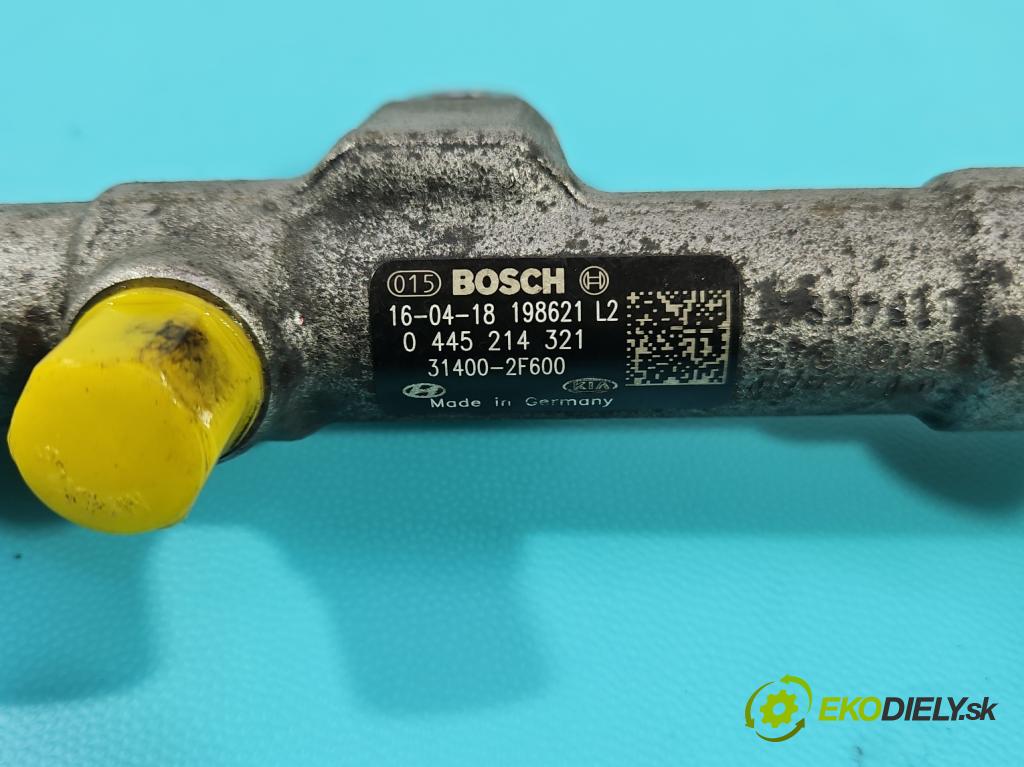 015 BOSCH
16-04-18 198621 L2
0 445 214 321
31400-2F600
KIA
Made in Germany
EKODIELY.sk